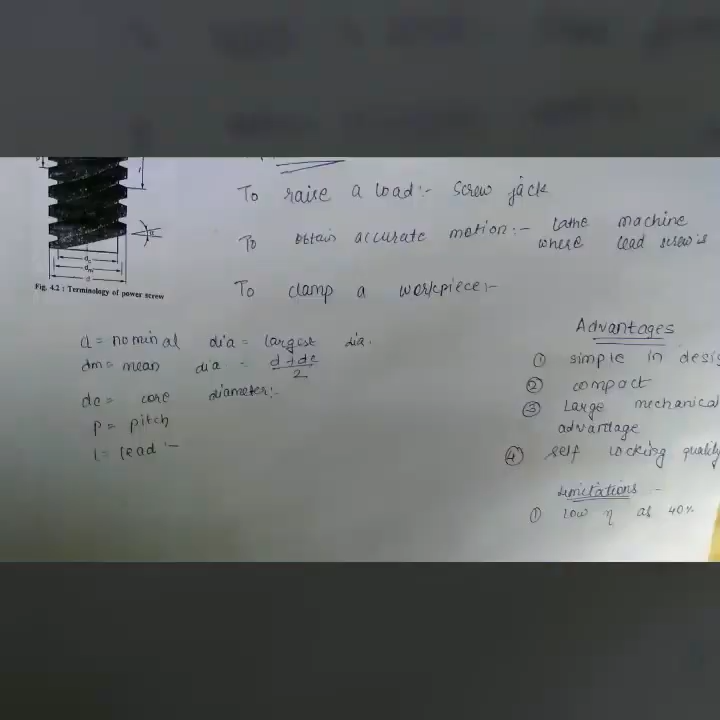 To raise a load:- Screw jack
To obtain accurate motion:- Lathe machine
where lead screw is
To clamp a workpiece:-
dc
dm
d
Fig. 4.2 : Terminology of power screw
d = nominal dia = largest dia.
dm = mean dia = d+dc/2
dc = core diameter:-
p = pitch
l = lead :-
Advantages
① simple in desig
② compact
③ Large mechanical
advantage
④ self locking quality
Limitations :-
① Low η as 40%